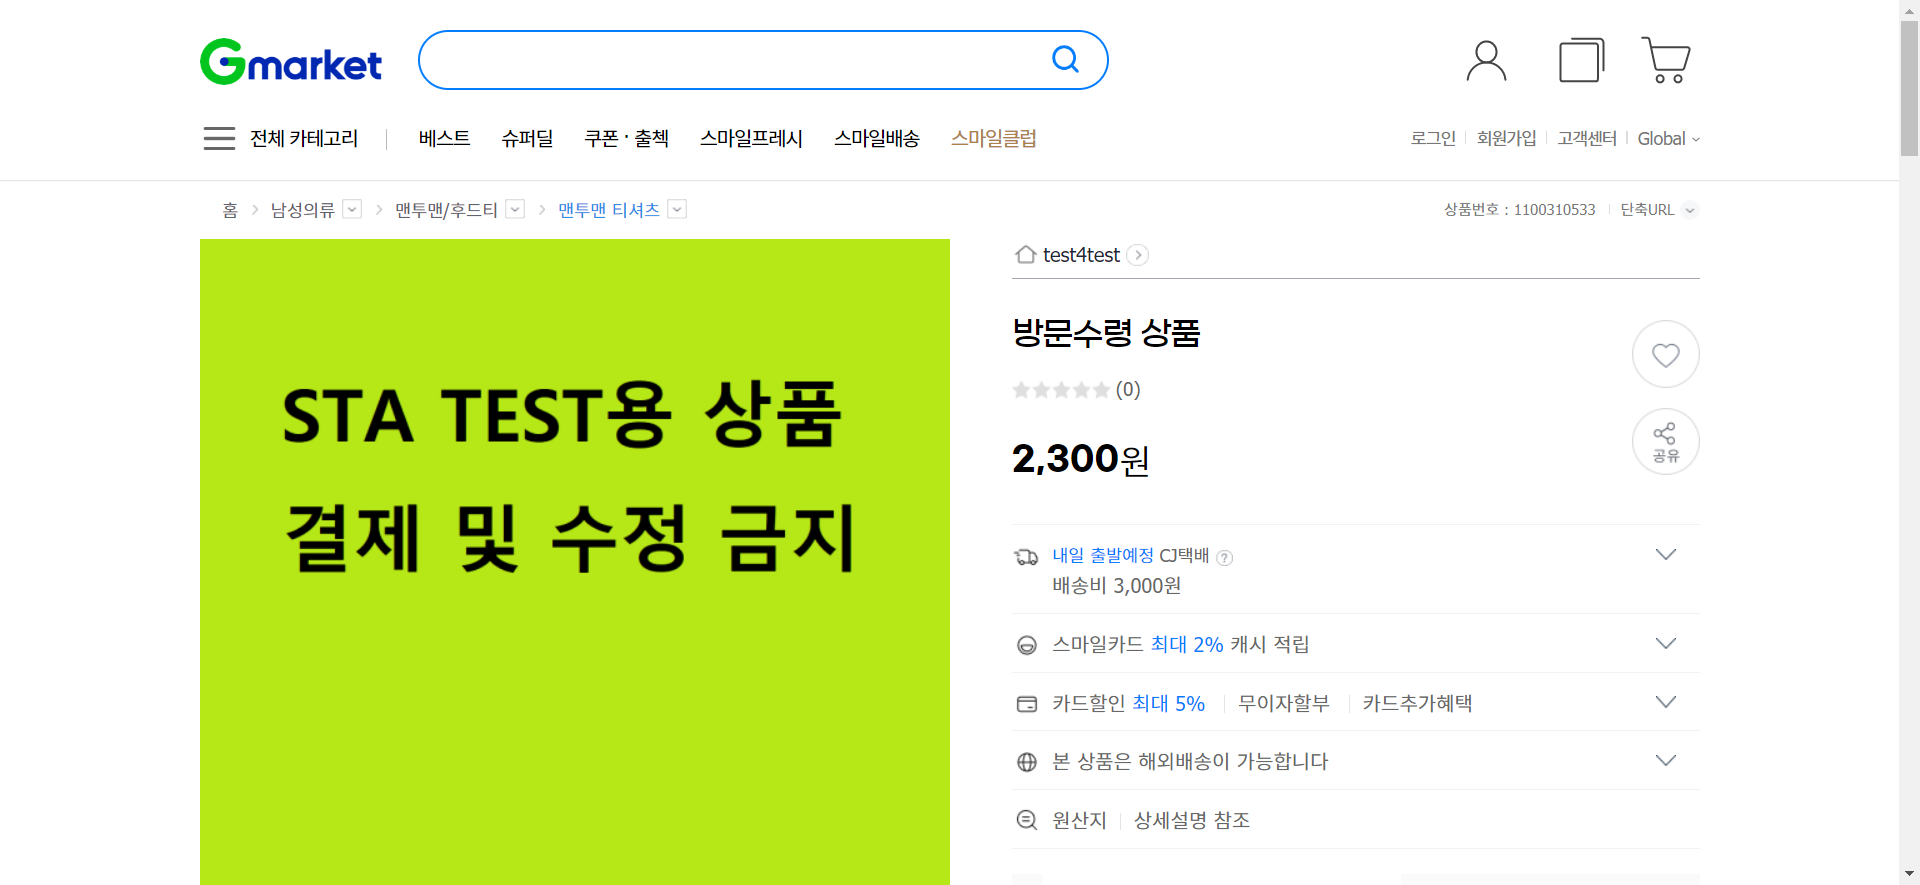 Gmarket
전체 카테고리
베스트 슈퍼딜 쿠폰 · 출첵 스마일프레시 스마일배송 스마일클럽
로그인 회원가입 고객센터 Global
홈 > 남성의류 > 맨투맨/후드티 > 맨투맨 티셔츠
상품번호 : 1100310533 단축URL
STA TEST용 상품
결제 및 수정 금지
test4test
방문수령 상품
(0)
2,300원
공유
내일 출발예정 CJ택배 ?
배송비 3,000원
스마일카드 최대 2% 캐시 적립
카드할인 최대 5% 무이자할부 카드추가혜택
본 상품은 해외배송이 가능합니다
원산지 상세설명 참조